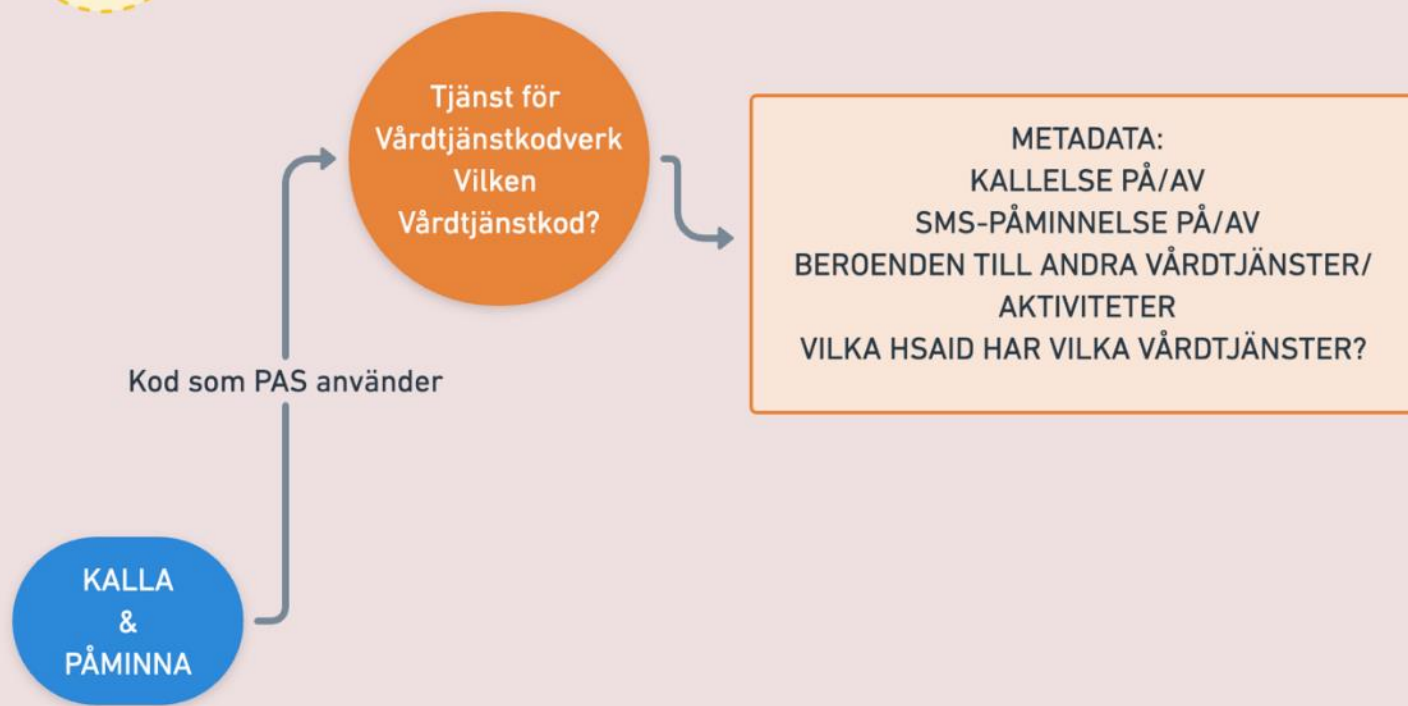 Tjänst för
Vårdtjänstkodverk
Vilken
Vårdtjänstkod?
METADATA:
KALLELSE PÅ/AV
SMS-PÅMINNELSE PÅ/AV
BEROENDEN TILL ANDRA VÅRDTJÄNSTER/
AKTIVITETER
VILKA HSAID HAR VILKA VÅRDTJÄNSTER?
Kod som PAS använder
KALLA
&
PÅMINNA